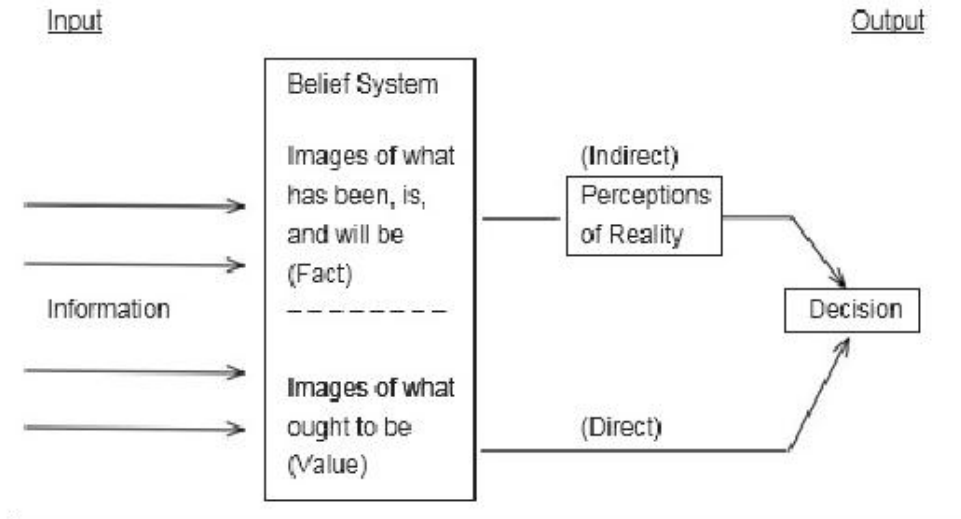 Input
Output
Belief System
Images of what
has been, is,
and will be
(Fact)
Information
Images of what
ought to be
(Value)
(Indirect)
Perceptions
of Reality
Decision
(Direct)